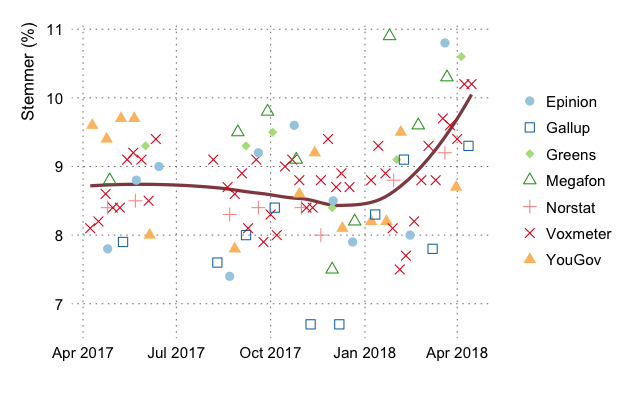 Stemmer (%)
11
10
9
8
7
Apr 2017
Jul 2017
Oct 2017
Jan 2018
Apr 2018
Epinion
Gallup
Greens
Megafon
Norstat
Voxmeter
YouGov